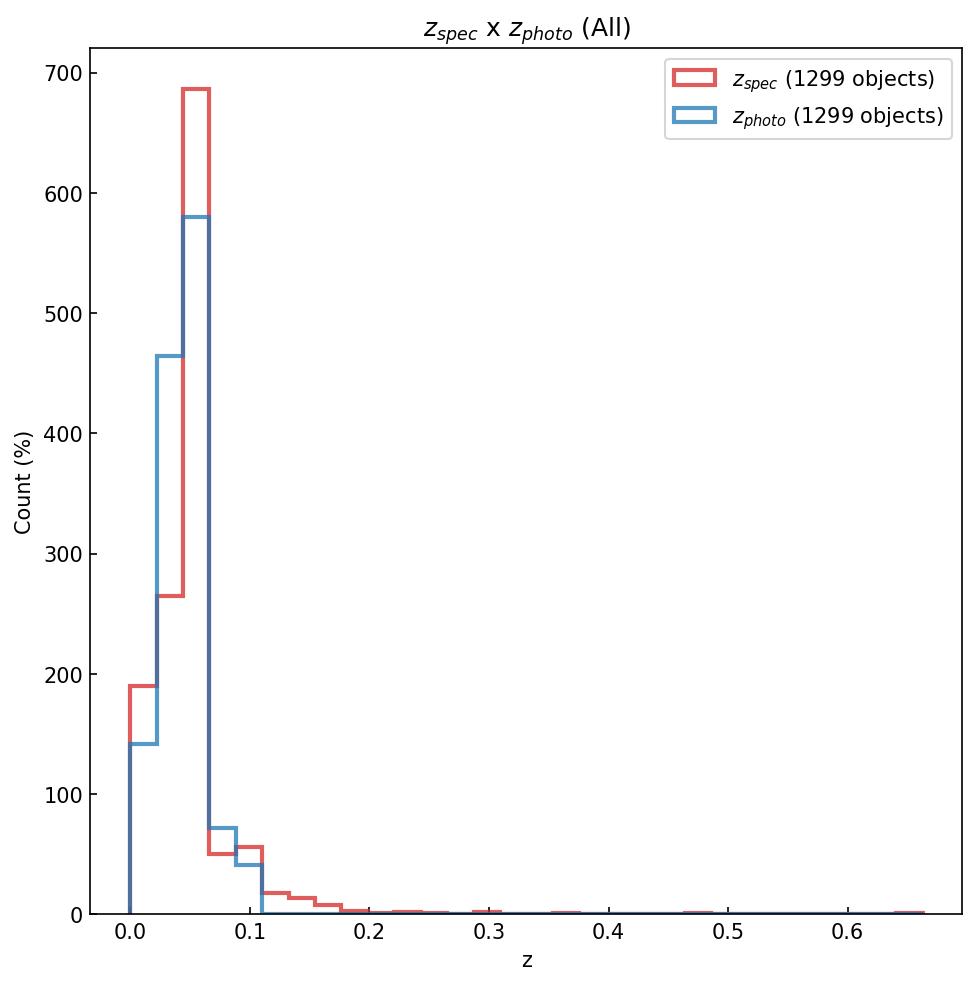 z_spec x z_photo (All)
z_spec (1299 objects)
z_photo (1299 objects)
Count (%)
700
600
500
400
300
200
100
0
0.0 0.1 0.2 0.3 0.4 0.5 0.6
z